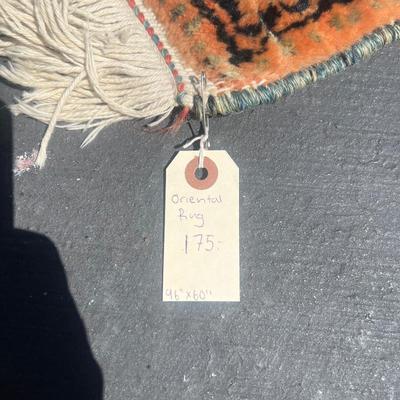 Oriental
Rug
175.-
96"x60"